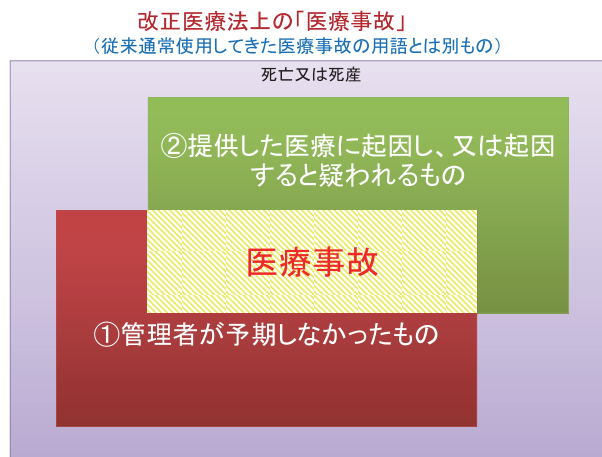 改正医療法上の「医療事故」
（従来通常使用してきた医療事故の用語とは別もの）
死亡又は死産
②提供した医療に起因し、又は起因
すると疑われるもの
医療事故
①管理者が予期しなかったもの